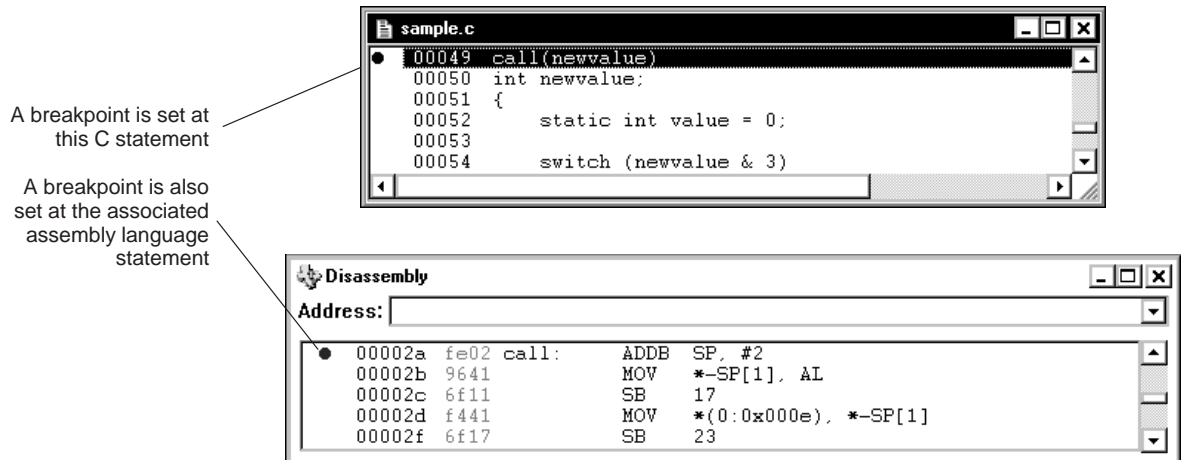 sample.c
00049 call(newvalue)
00050 int newvalue;
00051 {
00052 static int value = 0;
00053
00054 switch (newvalue & 3)
A breakpoint is set at
this C statement
A breakpoint is also
set at the associated
assembly language
statement
Disassembly
Address:
00002a fe02 call: ADDB SP, #2
00002b 9641 MOV *-SP[1], AL
00002c 6f11 SB 17
00002d f441 MOV *(0:0x000e), *-SP[1]
00002f 6f17 SB 23